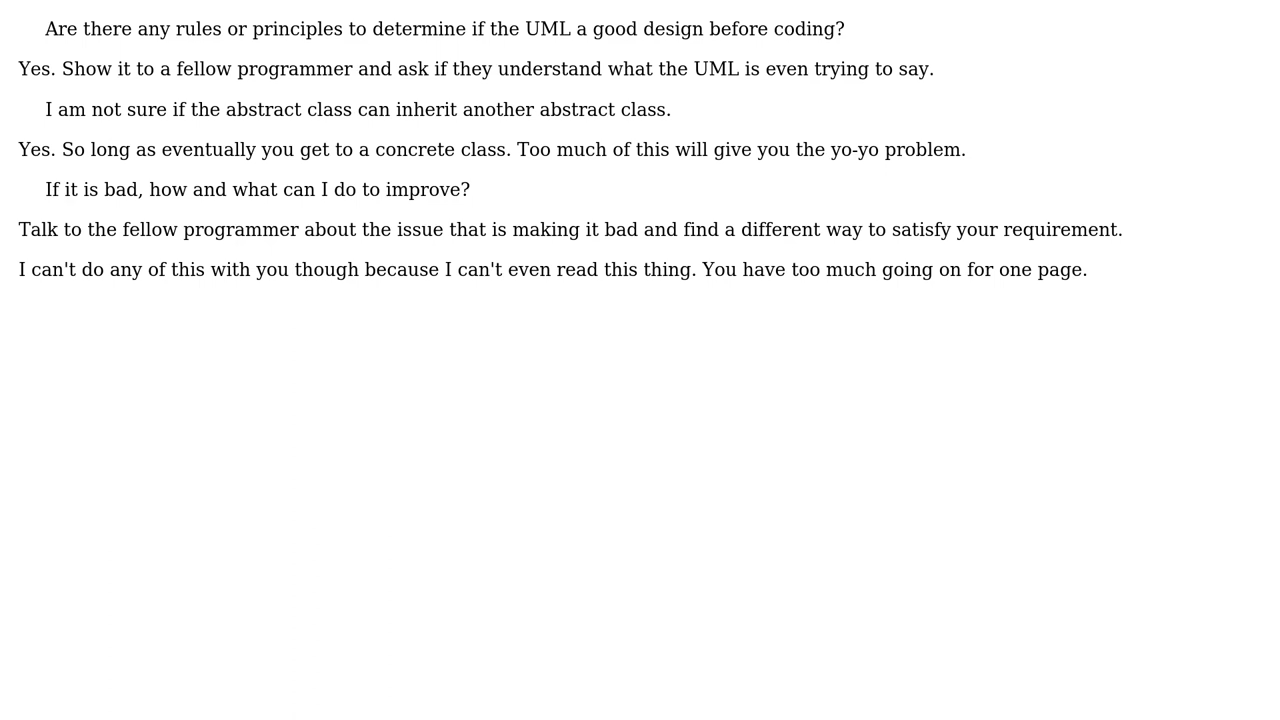 Are there any rules or principles to determine if the UML a good design before coding?
Yes. Show it to a fellow programmer and ask if they understand what the UML is even trying to say.
I am not sure if the abstract class can inherit another abstract class.
Yes. So long as eventually you get to a concrete class. Too much of this will give you the yo-yo problem.
If it is bad, how and what can I do to improve?
Talk to the fellow programmer about the issue that is making it bad and find a different way to satisfy your requirement.
I can't do any of this with you though because I can't even read this thing. You have too much going on for one page.